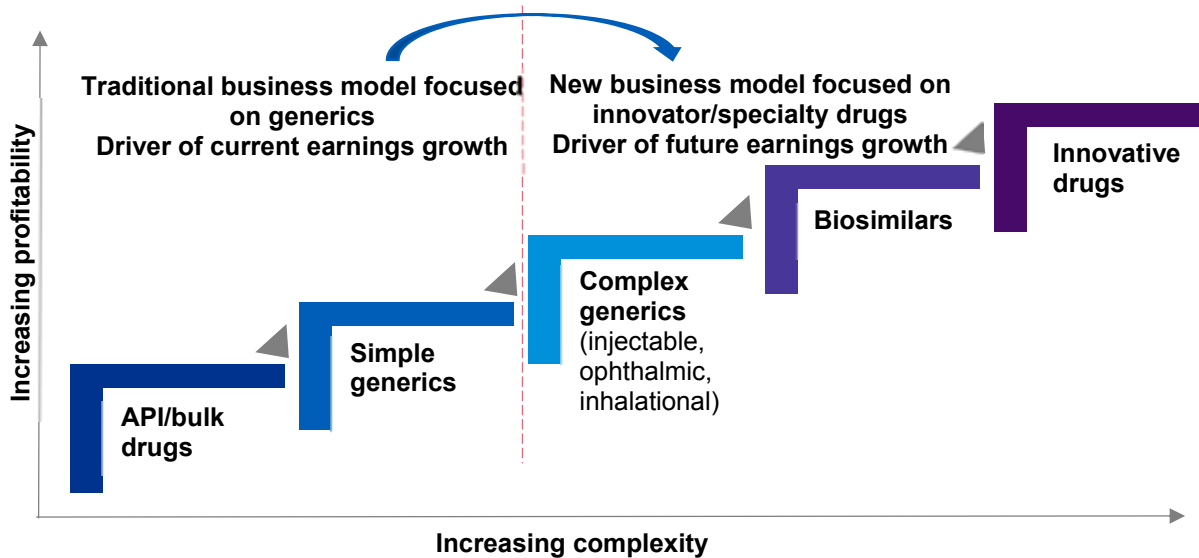 Traditional business model focused
on generics
Driver of current earnings growth
New business model focused on
innovator/specialty drugs
Driver of future earnings growth
Increasing profitability
API/bulk
drugs
Simple
generics
Complex
generics
(injectable,
ophthalmic,
inhalational)
Biosimilars
Innovative
drugs
Increasing complexity